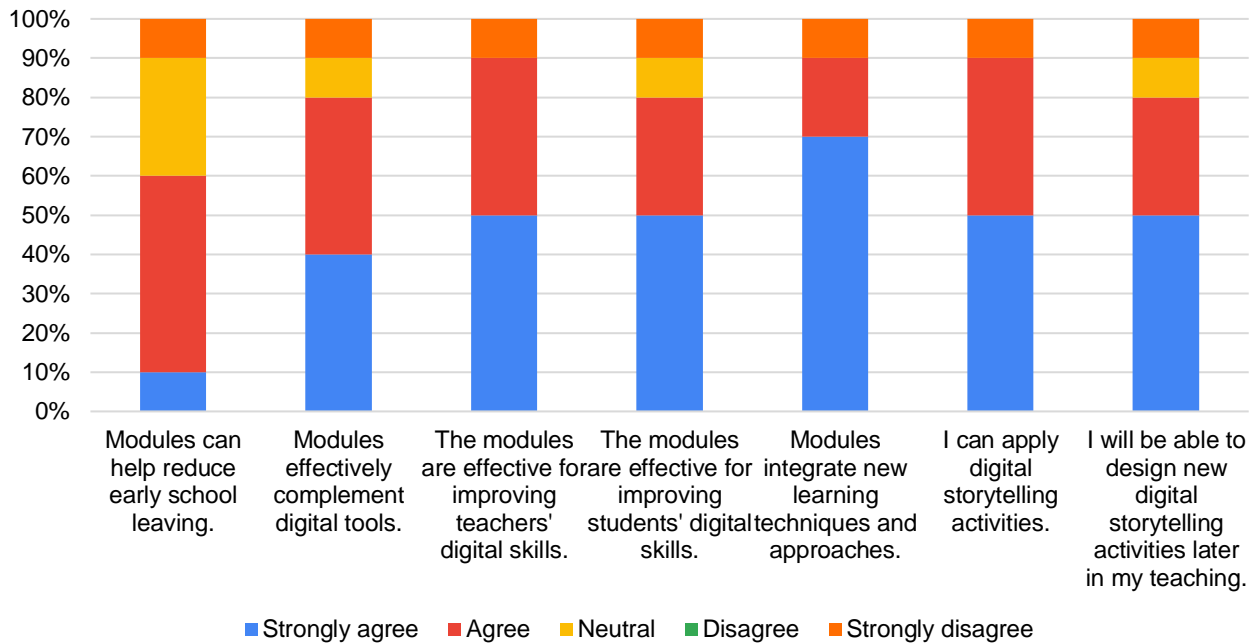 100%
90%
80%
70%
60%
50%
40%
30%
20%
10%
0%
Modules can
help reduce
early school
leaving.
Modules
effectively
complement
digital tools.
The modules
are effective for
improving
teachers'
digital skills.
The modules
are effective for
improving
students' digital
skills.
Modules
integrate new
learning
techniques and
approaches.
I can apply
digital
storytelling
activities.
I will be able to
design new
digital
storytelling
activities later
in my teaching.
Strongly agree Agree Neutral Disagree Strongly disagree